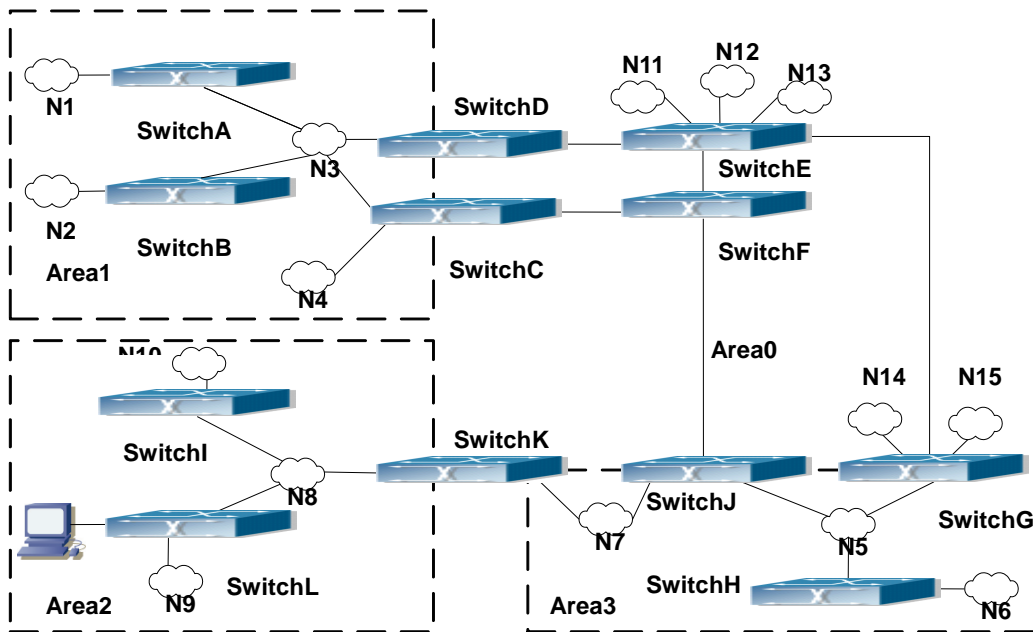 N1
SwitchA
N2
SwitchB
Area1
N3
N4
SwitchD
SwitchC
N11
N12
N13
SwitchE
SwitchF
Area0
N10
SwitchI
N8
SwitchK
SwitchL
N9
Area2
N14
N15
SwitchJ
SwitchG
N7
N5
SwitchH
Area3
N6